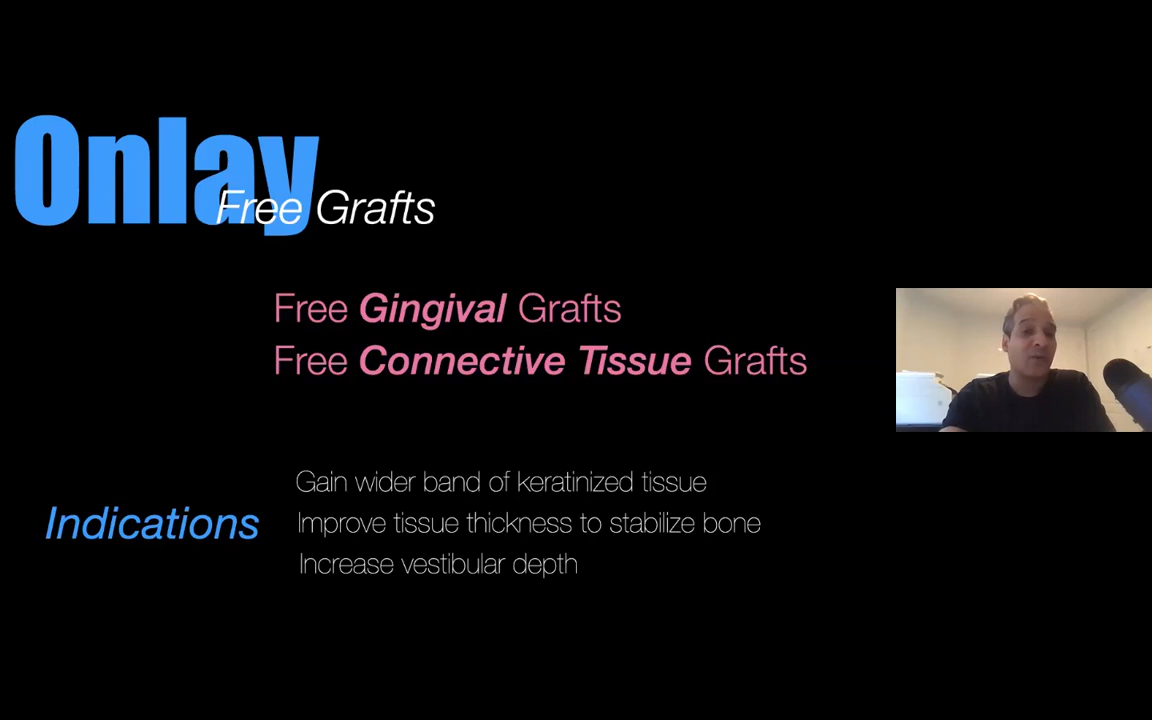 Onlay
Free Grafts
Free Gingival Grafts
Free Connective Tissue Grafts
Indications
Gain wider band of keratinized tissue
Improve tissue thickness to stabilize bone
Increase vestibular depth